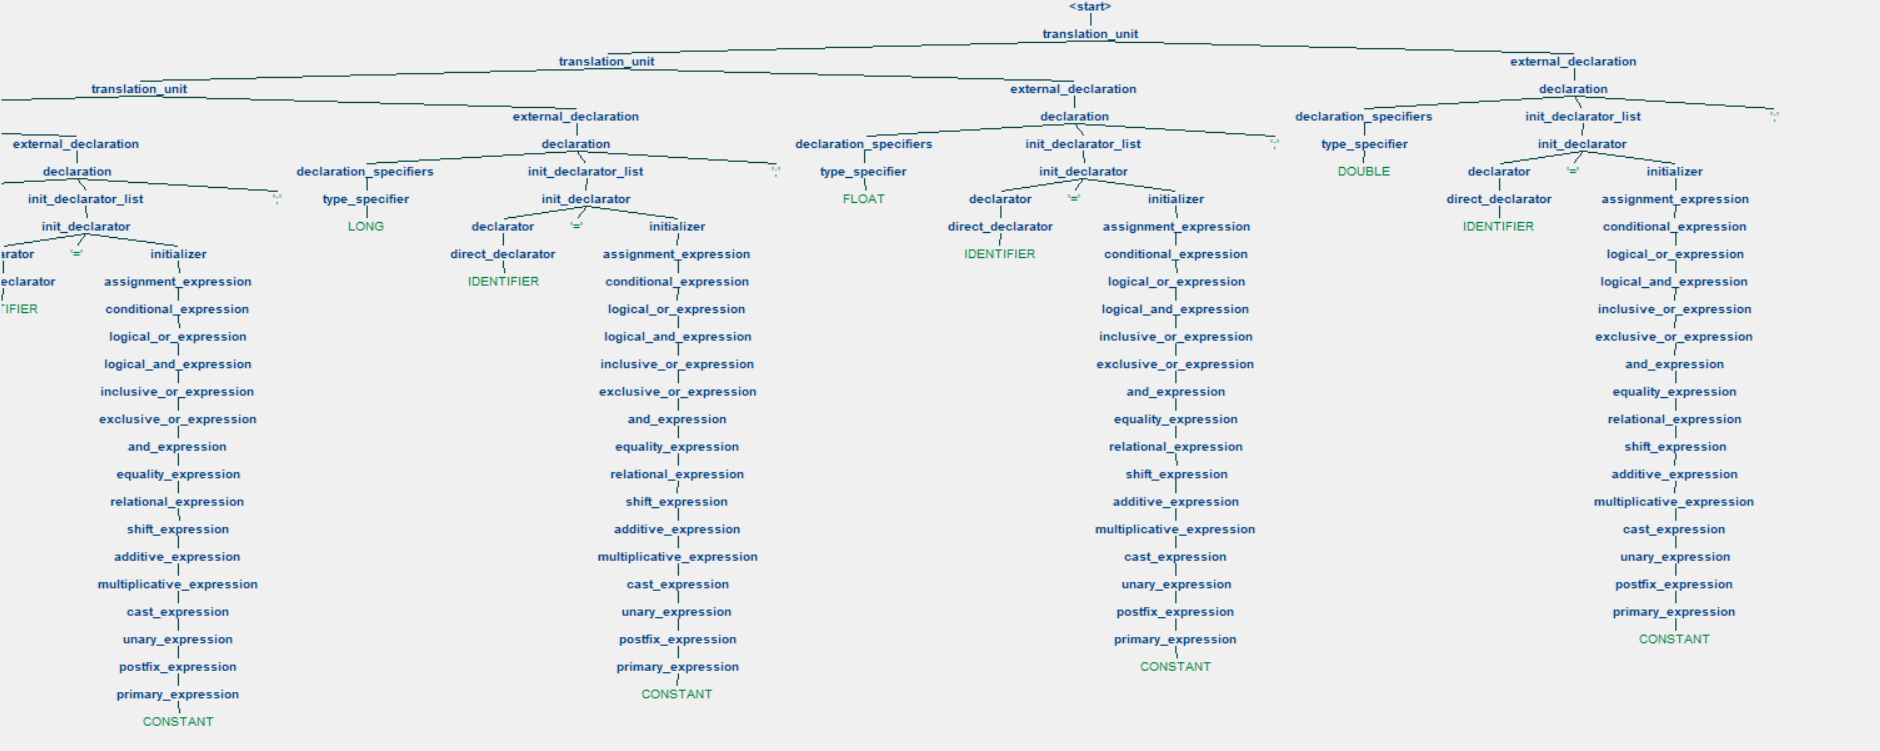 <start>
translation_unit
translation_unit external_declaration
translation_unit external_declaration declaration
external_declaration declaration declaration_specifiers init_declarator_list ';'
external_declaration declaration declaration_specifiers init_declarator_list ';' type_specifier init_declarator
declaration declaration_specifiers init_declarator_list ';' type_specifier init_declarator DOUBLE declarator '=' initializer
init_declarator_list ';' type_specifier init_declarator FLOAT declarator '=' initializer direct_declarator assignment_expression
init_declarator LONG declarator '=' initializer direct_declarator assignment_expression IDENTIFIER conditional_expression
arator '=' initializer direct_declarator assignment_expression IDENTIFIER conditional_expression logical_or_expression
eclarator assignment_expression IDENTIFIER conditional_expression logical_or_expression logical_and_expression
TIFIER conditional_expression logical_or_expression logical_and_expression inclusive_or_expression
logical_or_expression logical_and_expression inclusive_or_expression exclusive_or_expression
logical_and_expression inclusive_or_expression exclusive_or_expression and_expression
inclusive_or_expression exclusive_or_expression and_expression equality_expression
exclusive_or_expression and_expression equality_expression relational_expression
and_expression equality_expression relational_expression shift_expression
equality_expression relational_expression shift_expression additive_expression
relational_expression shift_expression additive_expression multiplicative_expression
shift_expression additive_expression multiplicative_expression cast_expression
additive_expression multiplicative_expression cast_expression unary_expression
multiplicative_expression cast_expression unary_expression postfix_expression
cast_expression unary_expression postfix_expression primary_expression
unary_expression postfix_expression primary_expression CONSTANT
postfix_expression primary_expression CONSTANT
primary_expression CONSTANT
CONSTANT